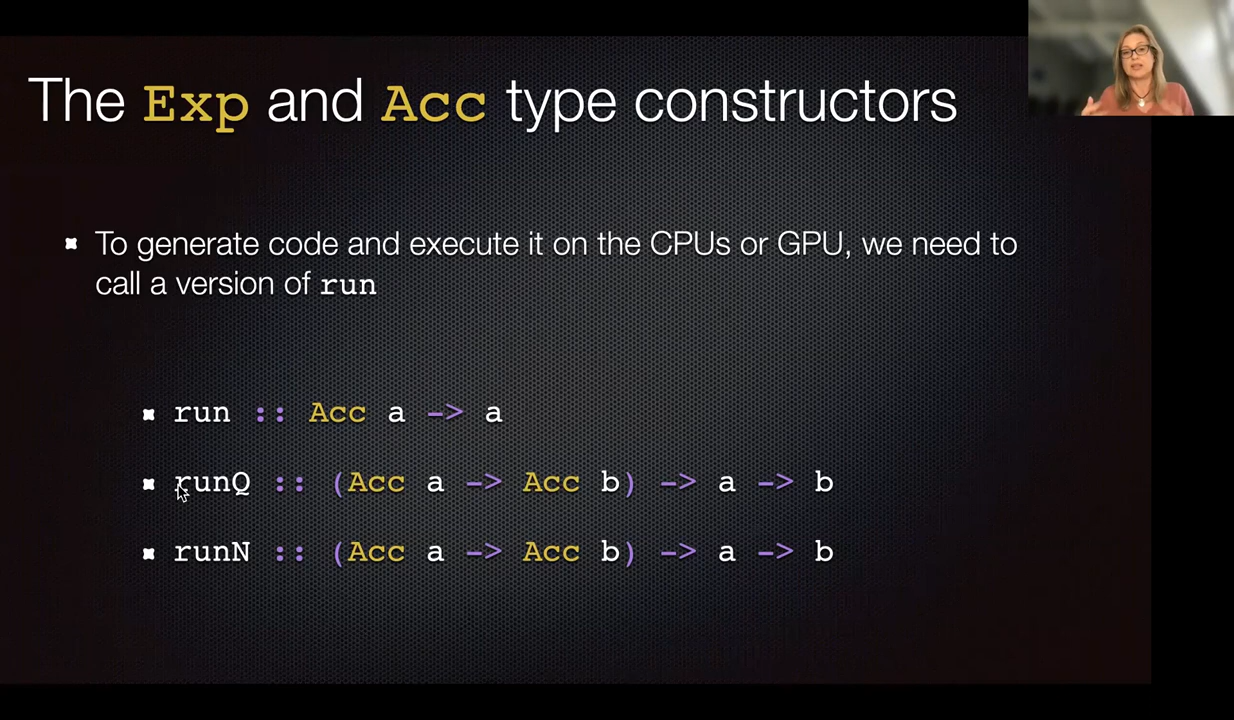 The Exp and Acc type constructors
To generate code and execute it on the CPUs or GPU, we need to
call a version of run
run :: Acc a -> a
runQ :: (Acc a -> Acc b) -> a -> b
runN :: (Acc a -> Acc b) -> a -> b